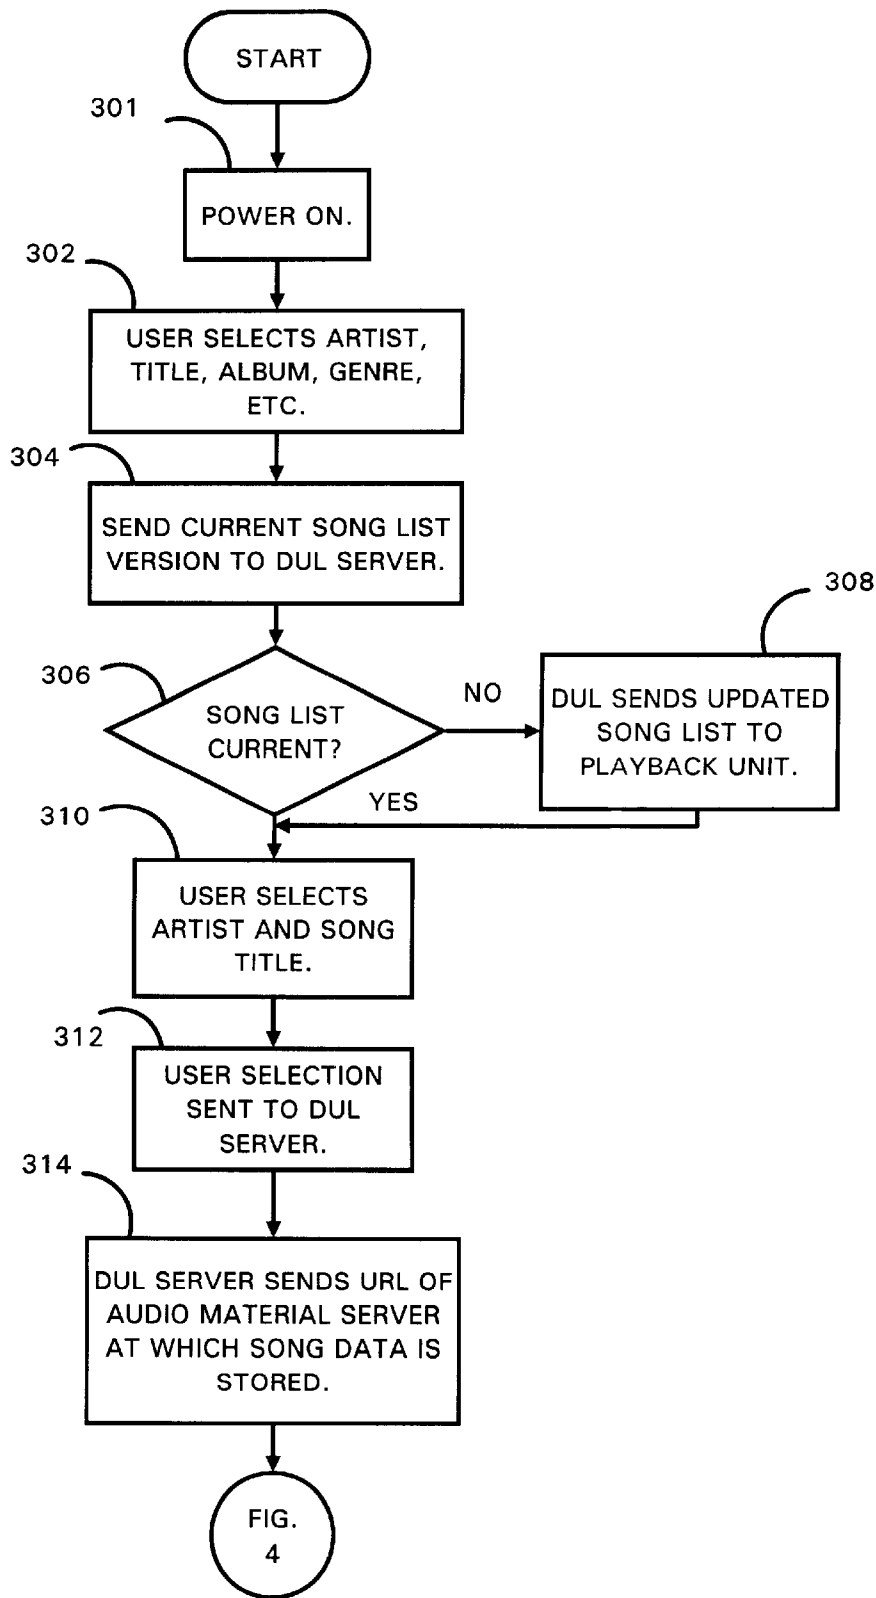 START
301
POWER ON.
302
USER SELECTS ARTIST,
TITLE, ALBUM, GENRE,
ETC.
304
SEND CURRENT SONG LIST
VERSION TO DUL SERVER.
306
SONG LIST
CURRENT?
NO
308
DUL SENDS UPDATED
SONG LIST TO
PLAYBACK UNIT.
YES
310
USER SELECTS
ARTIST AND SONG
TITLE.
312
USER SELECTION
SENT TO DUL
SERVER.
314
DUL SERVER SENDS URL OF
AUDIO MATERIAL SERVER
AT WHICH SONG DATA IS
STORED.
FIG.
4